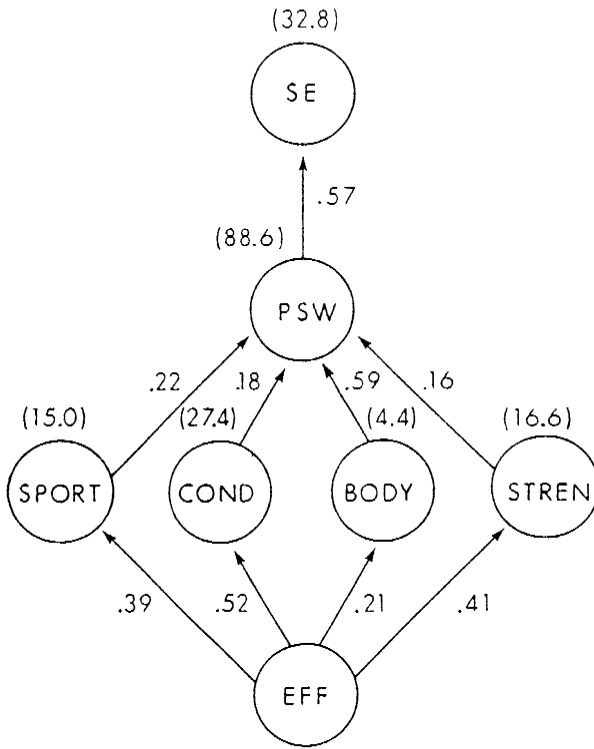 (32.8)
SE
.57
(88.6)
PSW
.22 .18 .59 .16
(15.0) (27.4) (4.4) (16.6)
SPORT COND BODY STREN
.39 .52 .21 .41
EFF